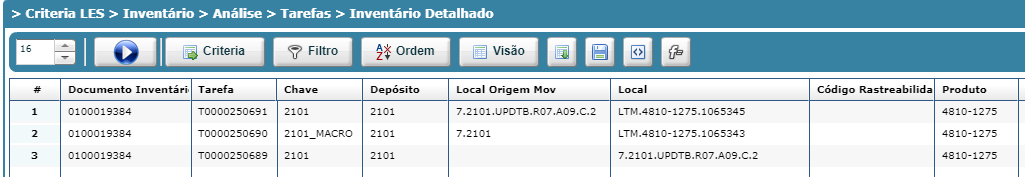 > Criteria LES > Inventário > Análise > Tarefas > Inventário Detalhado
16 Criteria Filtro Ordem Visão
# Documento Inventári Tarefa Chave Depósito Local Origem Mov Local Código Rastreabilida Produto
1 0100019384 T0000250691 2101 2101 7.2101.UPDTB.R07.A09.C.2 LTM.4810-1275.1065345 4810-1275
2 0100019384 T0000250690 2101_MACRO 2101 7.2101 LTM.4810-1275.1065343 4810-1275
3 0100019384 T0000250689 2101 2101 7.2101.UPDTB.R07.A09.C.2 4810-1275